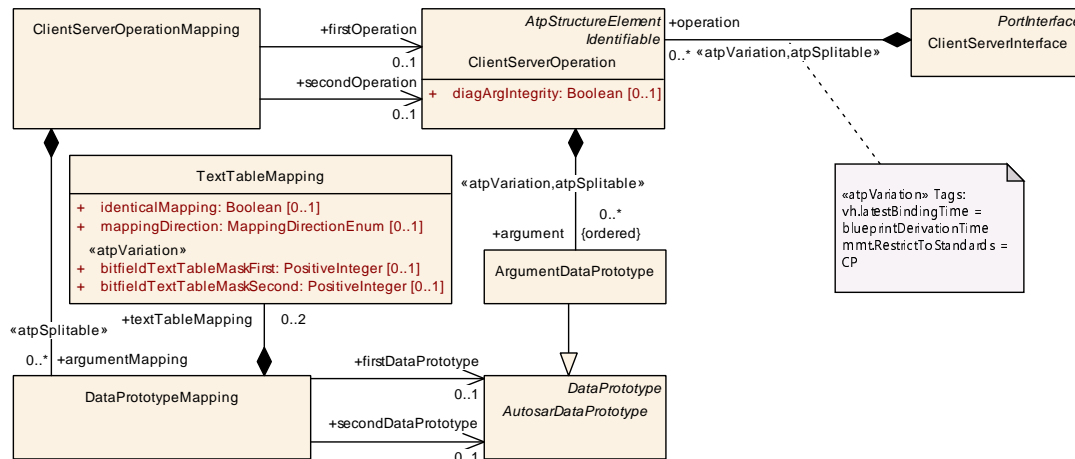 ClientServerOperationMapping
+firstOperation
0..1
+secondOperation
0..1
AtpStructureElement
Identifiable
ClientServerOperation
+ diagArgIntegrity: Boolean [0..1]
+operation
0..*
«atpVariation,atpSplitable»
PortInterface
ClientServerInterface
«atpVariation» Tags:
vh.latestBindingTime =
blueprintDerivationTime
mmt.RestrictToStandards =
CP
TextTableMapping
+ identicalMapping: Boolean [0..1]
+ mappingDirection: MappingDirectionEnum [0..1]
«atpVariation»
+ bitfieldTextTableMaskFirst: PositiveInteger [0..1]
+ bitfieldTextTableMaskSecond: PositiveInteger [0..1]
«atpVariation,atpSplitable»
0..*
+argument
{ordered}
ArgumentDataPrototype
+textTableMapping
0..2
«atpSplitable»
0..*
+argumentMapping
DataPrototypeMapping
+firstDataPrototype
0..1
+secondDataPrototype
0..1
DataPrototype
AutosarDataPrototype